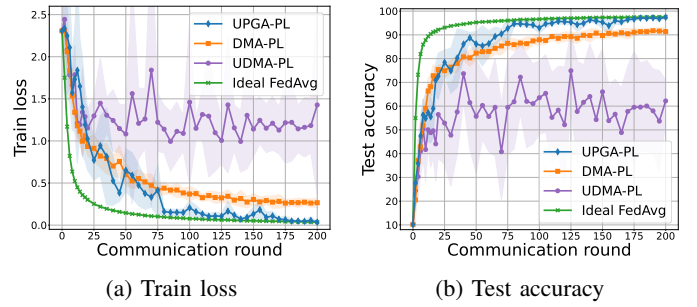 2.5
2.0
1.5
1.0
0.5
0.0
Train loss
UPGA-PL
DMA-PL
UDMA-PL
Ideal FedAvg
0 25 50 75 100 125 150 175 200
Communication round
(a) Train loss
100
90
80
70
60
50
40
30
20
10
Test accuracy
UPGA-PL
DMA-PL
UDMA-PL
Ideal FedAvg
0 25 50 75 100 125 150 175 200
Communication round
(b) Test accuracy